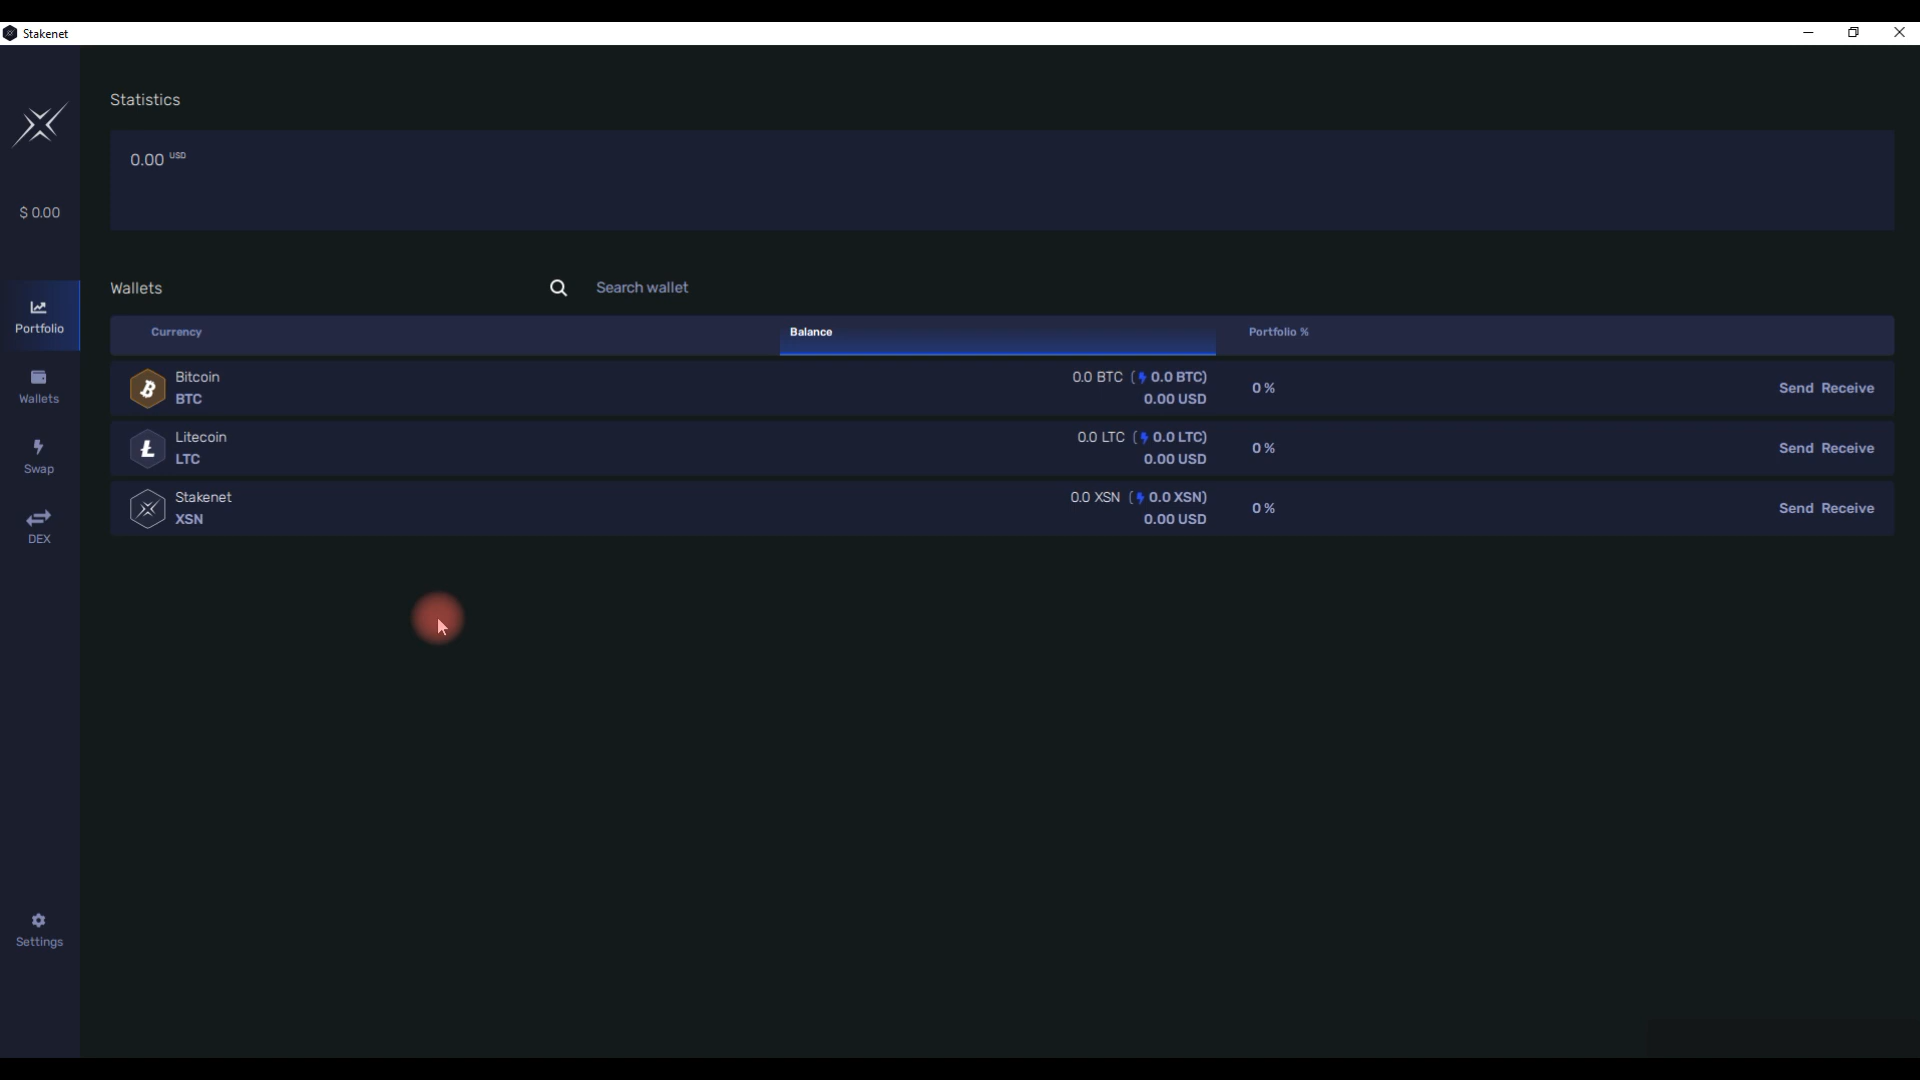 Stakenet
Statistics
0.00 USD
$ 0.00
Wallets
Search wallet
Portfolio
Currency Balance Portfolio %
Bitcoin 0.0 BTC (0.0 BTC)
BTC 0.00 USD 0 % Send Receive
Wallets
Litecoin 0.0 LTC (0.0 LTC)
LTC 0.00 USD 0 % Send Receive
Swap
Stakenet 0.0 XSN (0.0 XSN)
XSN 0.00 USD 0 % Send Receive
DEX
Settings